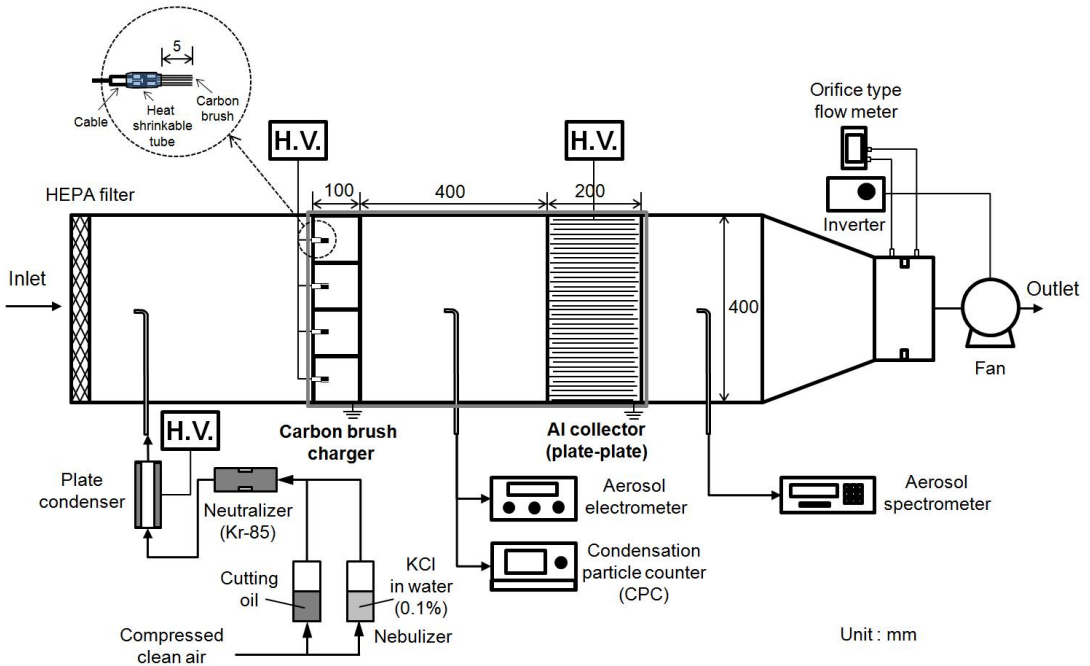 5
Cable
Heat
shrinkable
tube
Carbon
brush
H.V.
H.V.
Orifice type
flow meter
HEPA filter
100
400
200
Inverter
Inlet
400
Outlet
Fan
H.V.
Carbon brush
charger
Al collector
(plate-plate)
Plate
condenser
Neutralizer
(Kr-85)
Aerosol
electrometer
Aerosol
spectrometer
Cutting
oil
KCl
in water
(0.1%)
Nebulizer
Condensation
particle counter
(CPC)
Compressed
clean air
Unit : mm